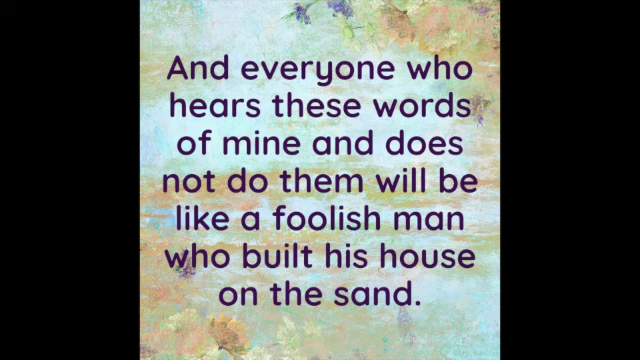 And everyone who
hears these words
of mine and does
not do them will be
like a foolish man
who built his house
on the sand.